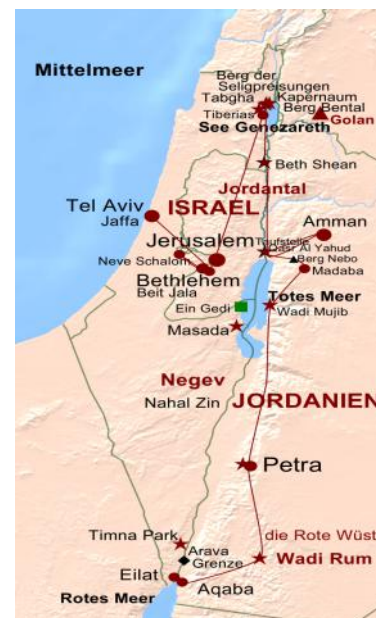 Mittelmeer
Berg der
Seligpreisungen
Tabgha
Kapernaum
Berg Bental
Tiberias
Golan
See Genezareth
Beth Shean
Jordantal
Tel Aviv
Jaffa
ISRAEL
Amman
Jerusalem
Taufstelle
Qasr Al Yahud
Neve Schalom
Berg Nebo
Madaba
Bethlehem
Beit Jala
Totes Meer
Ein Gedi
Wadi Mujib
Masada
Negev
Nahal Zin
JORDANIEN
Petra
Timna Park
die Rote Wüst
Arava
Grenze
Wadi Rum
Eilat
Aqaba
Rotes Meer